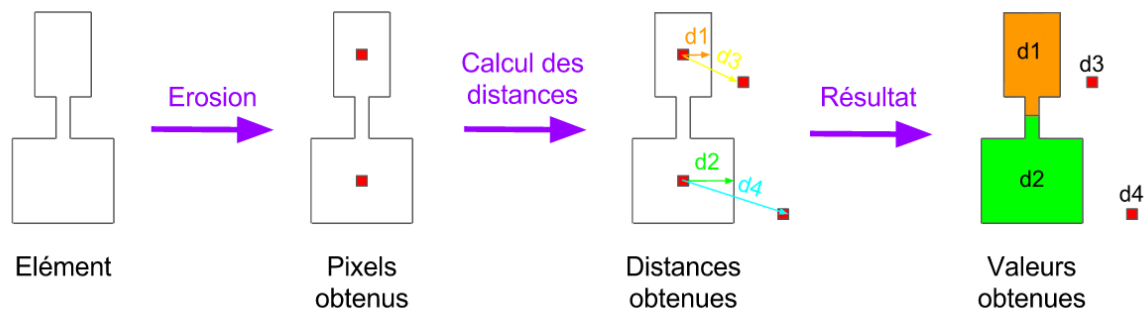 Erosion
Calcul des
distances
Résultat
d1
d3
d2
d4
d1
d3
d2
d4
Elément
Pixels
obtenus
Distances
obtenues
Valeurs
obtenues